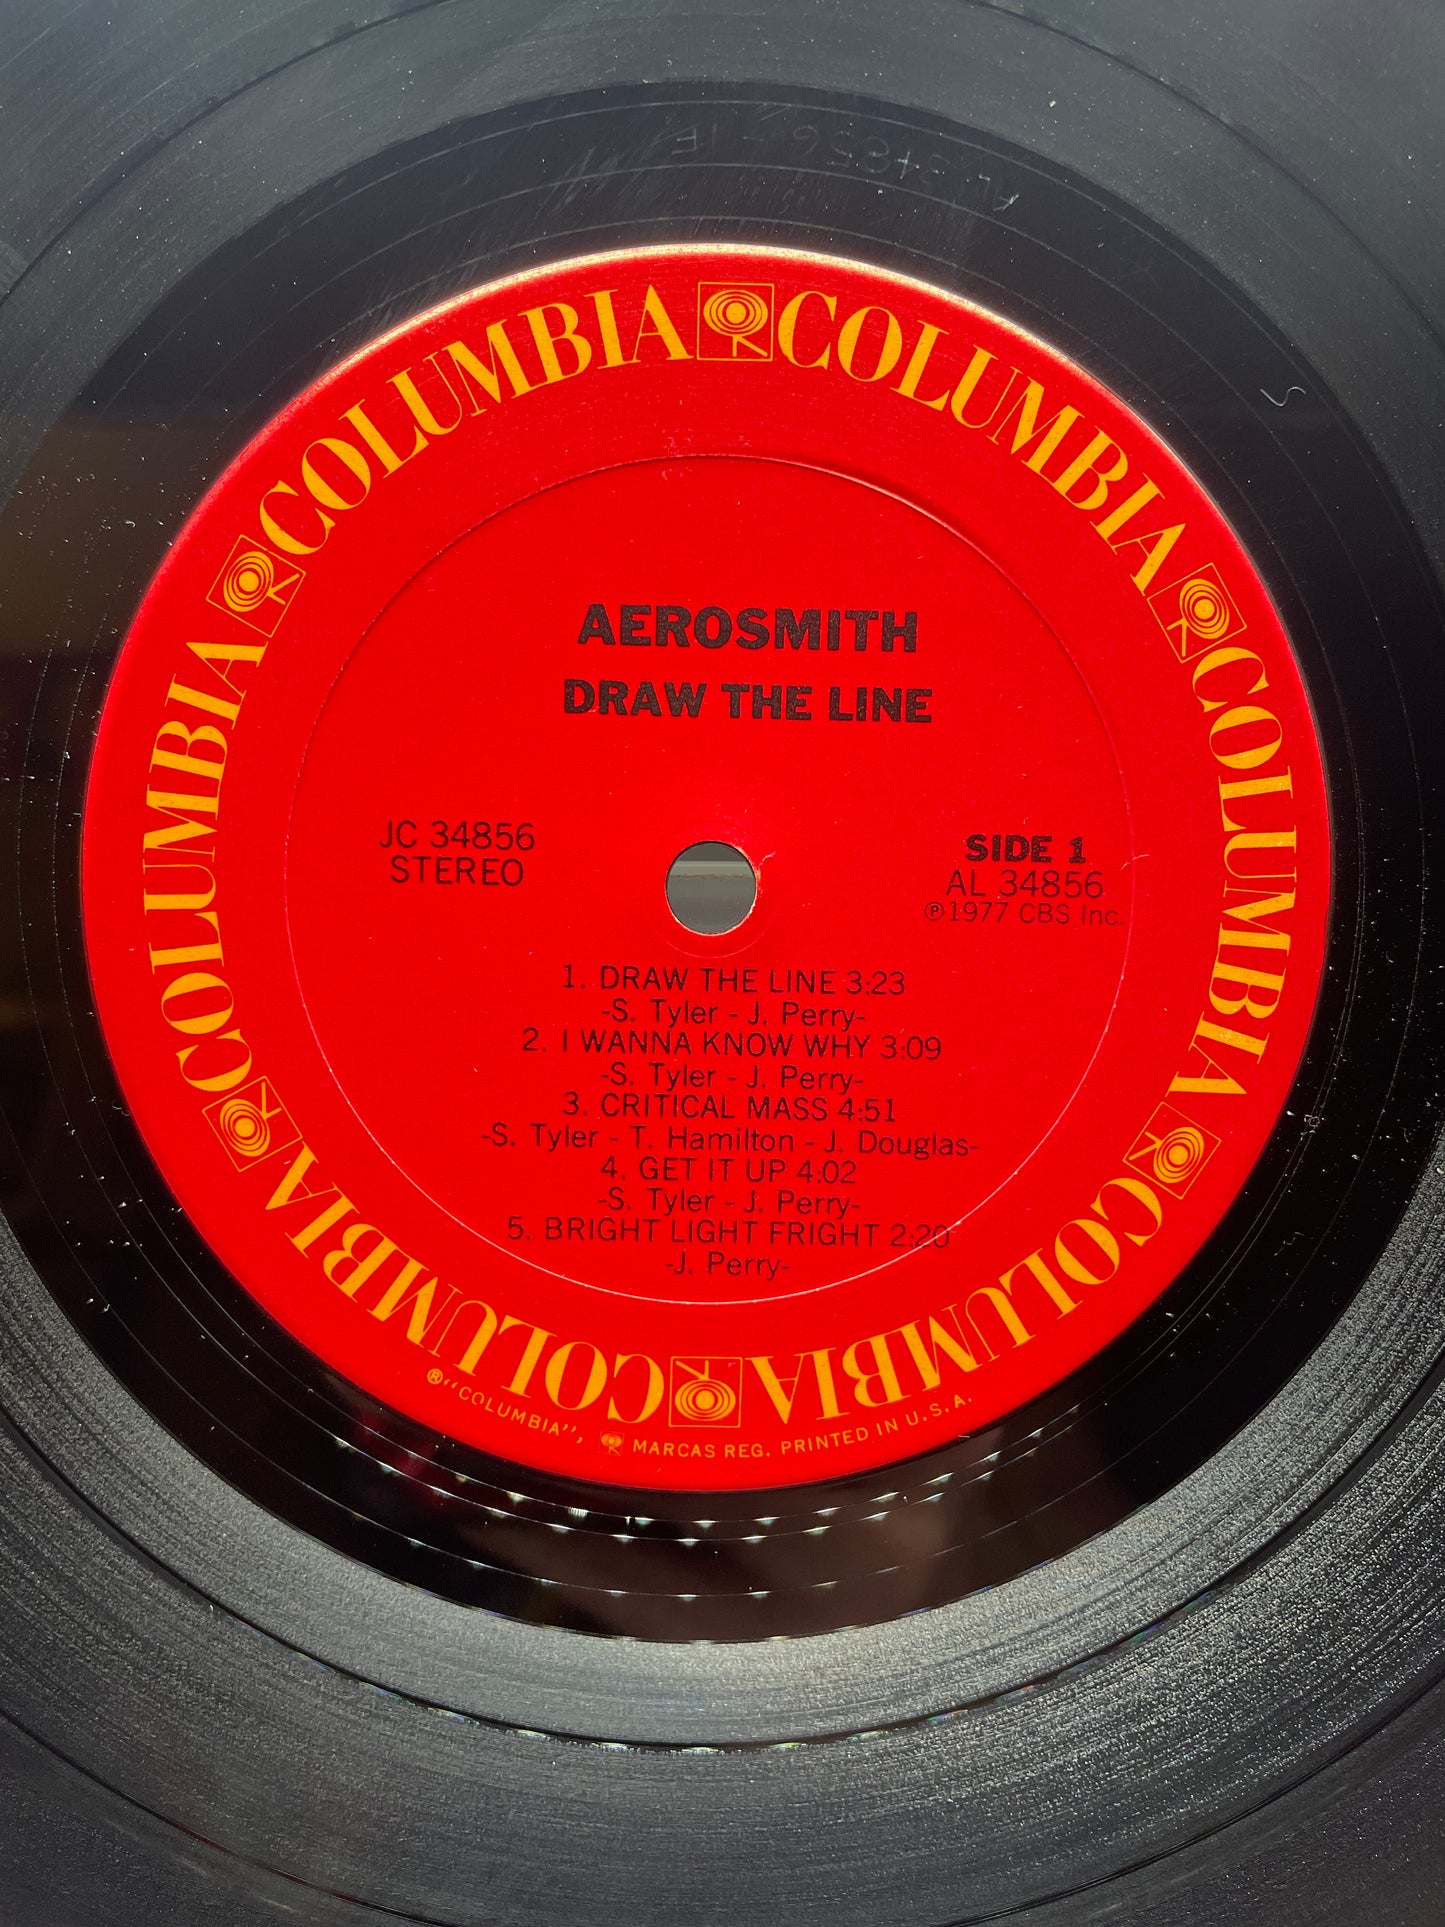 AL 34856 - 1F
S
COLUMBIA COLUMBIA COLUMBIA COLUMBIA COLUMBIA COLUMBIA
AEROSMITH
DRAW THE LINE
JC 34856
STEREO
SIDE 1
AL 34856
℗1977 CBS Inc.
1. DRAW THE LINE 3:23
-S. Tyler - J. Perry-
2. I WANNA KNOW WHY 3:09
-S. Tyler - J. Perry-
3. CRITICAL MASS 4:51
-S. Tyler - T. Hamilton - J. Douglas-
4. GET IT UP 4:02
-S. Tyler - J. Perry-
5. BRIGHT LIGHT FRIGHT 2:20
-J. Perry-
®"COLUMBIA", MARCAS REG. PRINTED IN U.S.A.